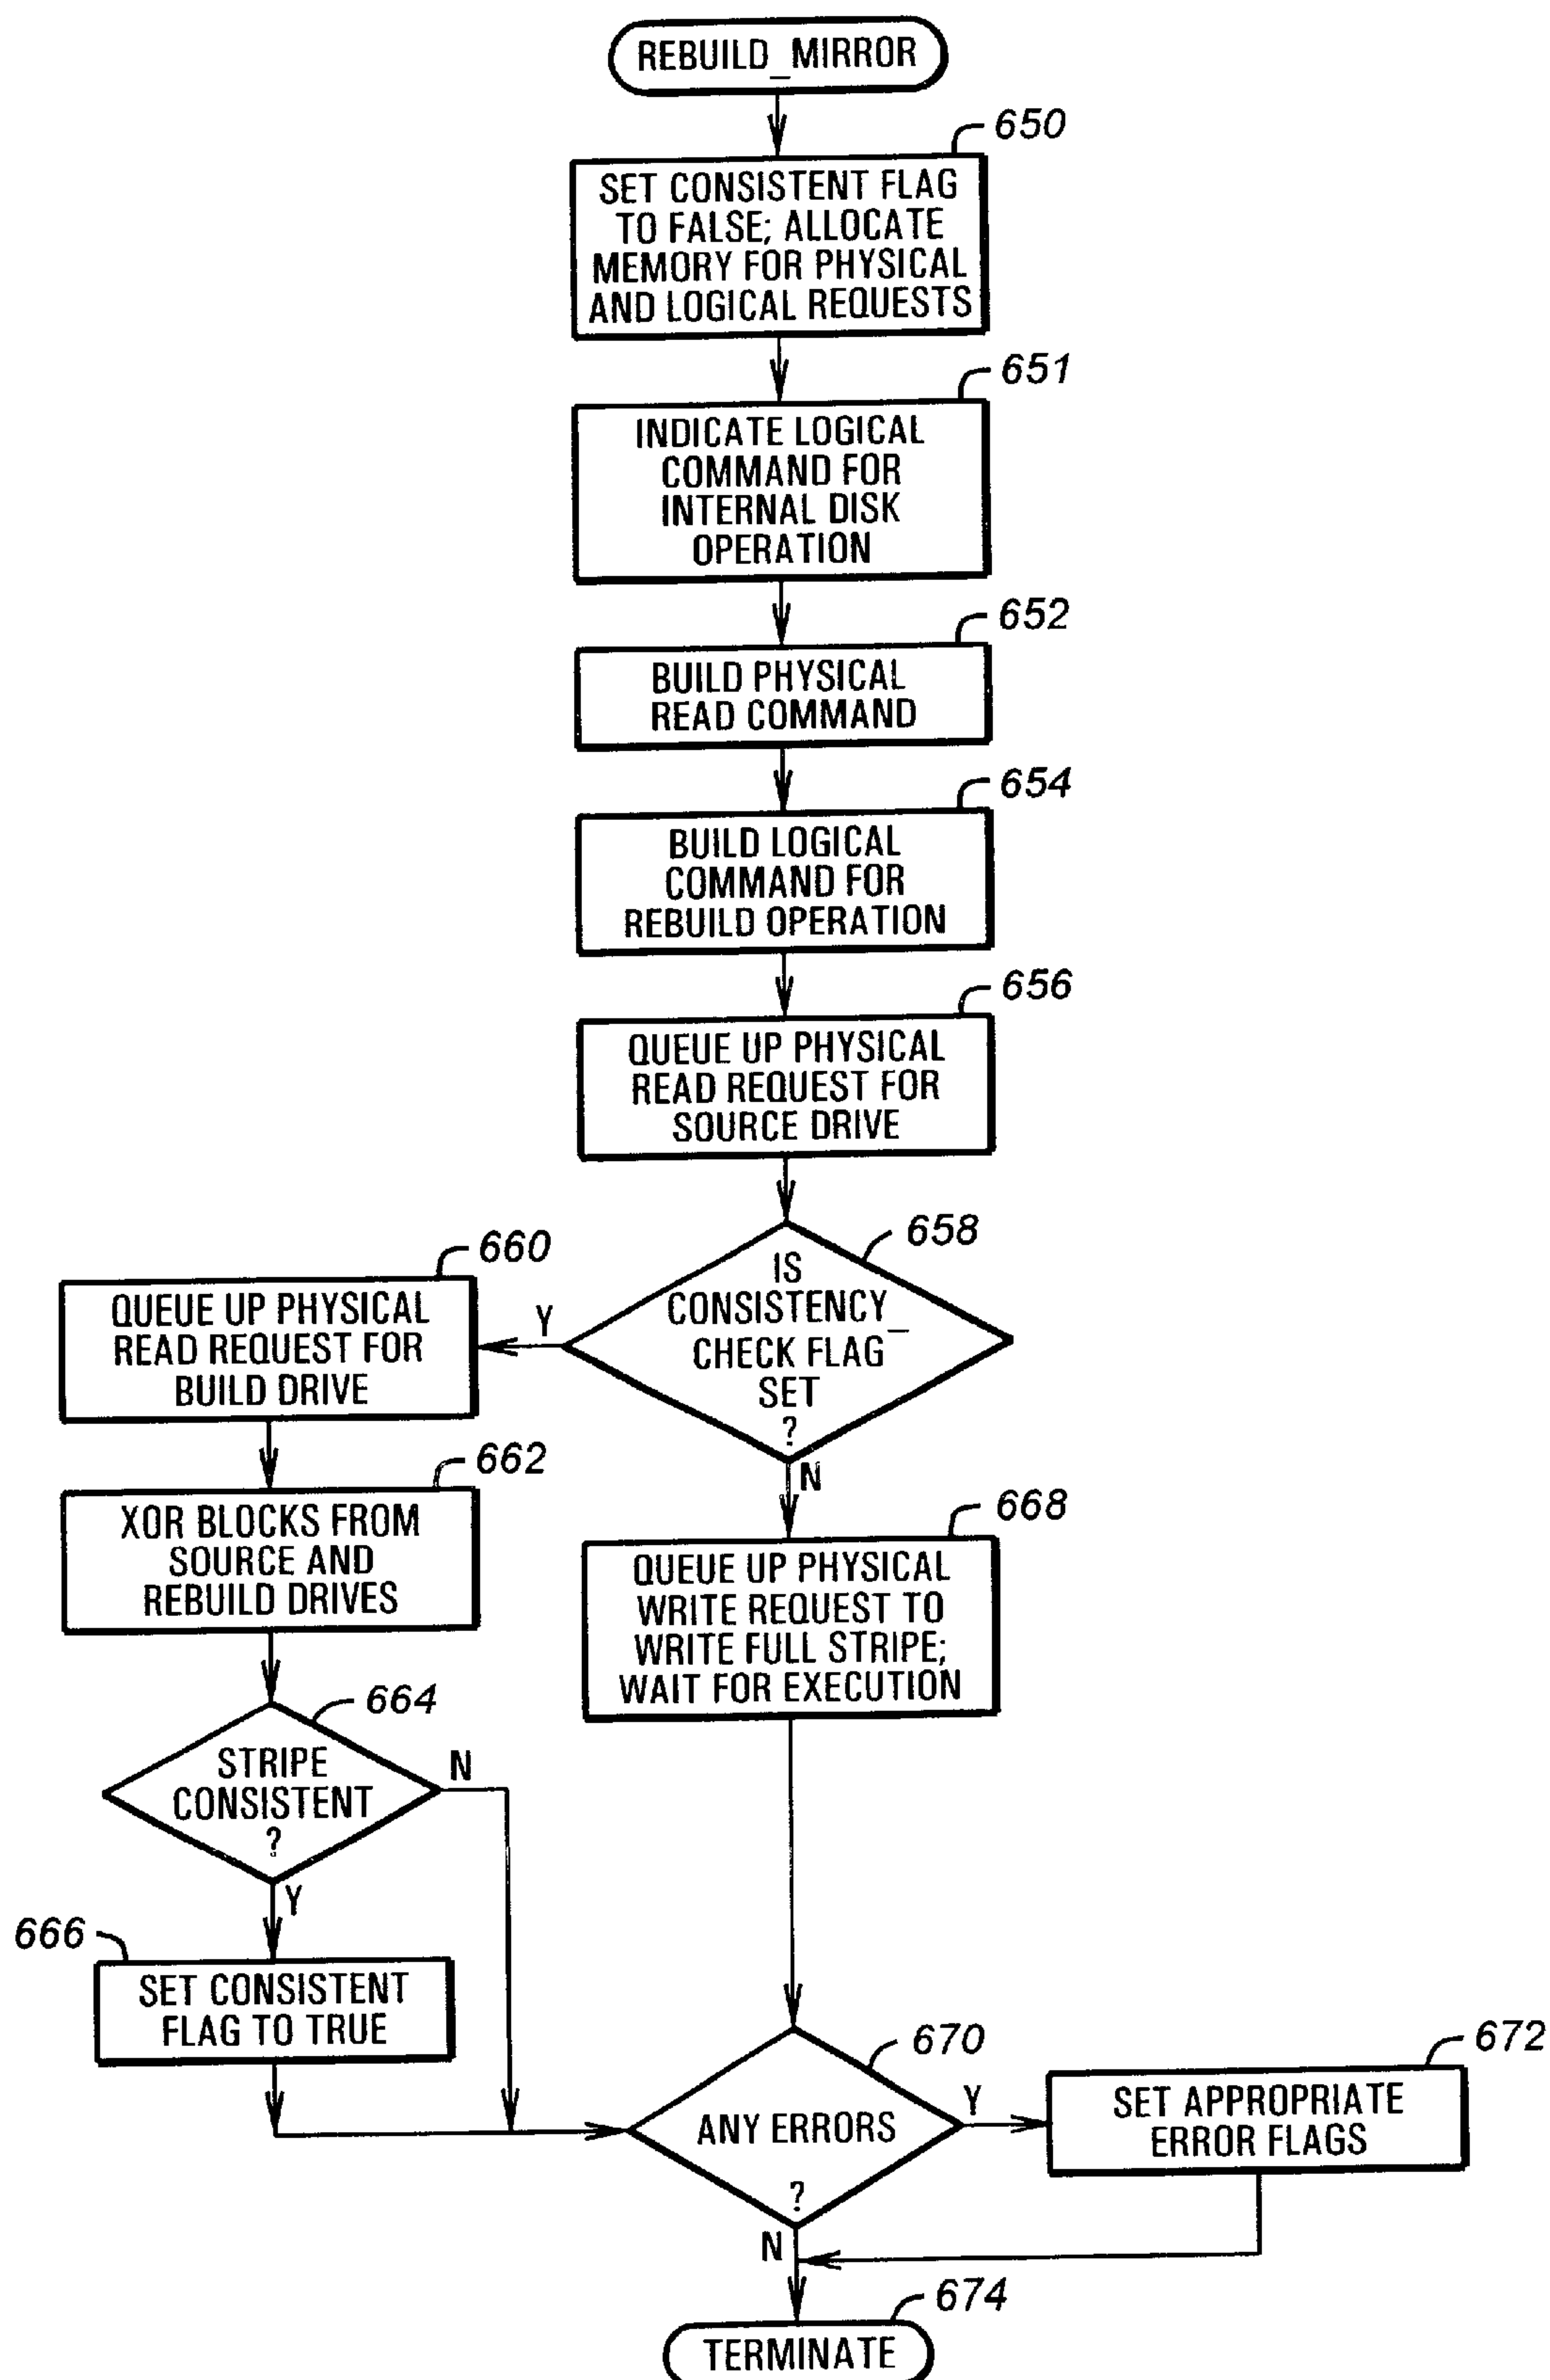 REBUILD_MIRROR
650
SET CONSISTENT FLAG
TO FALSE; ALLOCATE
MEMORY FOR PHYSICAL
AND LOGICAL REQUESTS
651
INDICATE LOGICAL
COMMAND FOR
INTERNAL DISK
OPERATION
652
BUILD PHYSICAL
READ COMMAND
654
BUILD LOGICAL
COMMAND FOR
REBUILD OPERATION
656
QUEUE UP PHYSICAL
READ REQUEST FOR
SOURCE DRIVE
658
IS
CONSISTENCY_
CHECK FLAG
SET
?
Y
N
660
QUEUE UP PHYSICAL
READ REQUEST FOR
BUILD DRIVE
662
XOR BLOCKS FROM
SOURCE AND
REBUILD DRIVES
664
STRIPE
CONSISTENT
?
N
Y
666
SET CONSISTENT
FLAG TO TRUE
668
QUEUE UP PHYSICAL
WRITE REQUEST TO
WRITE FULL STRIPE;
WAIT FOR EXECUTION
670
ANY ERRORS
?
Y
N
672
SET APPROPRIATE
ERROR FLAGS
674
TERMINATE